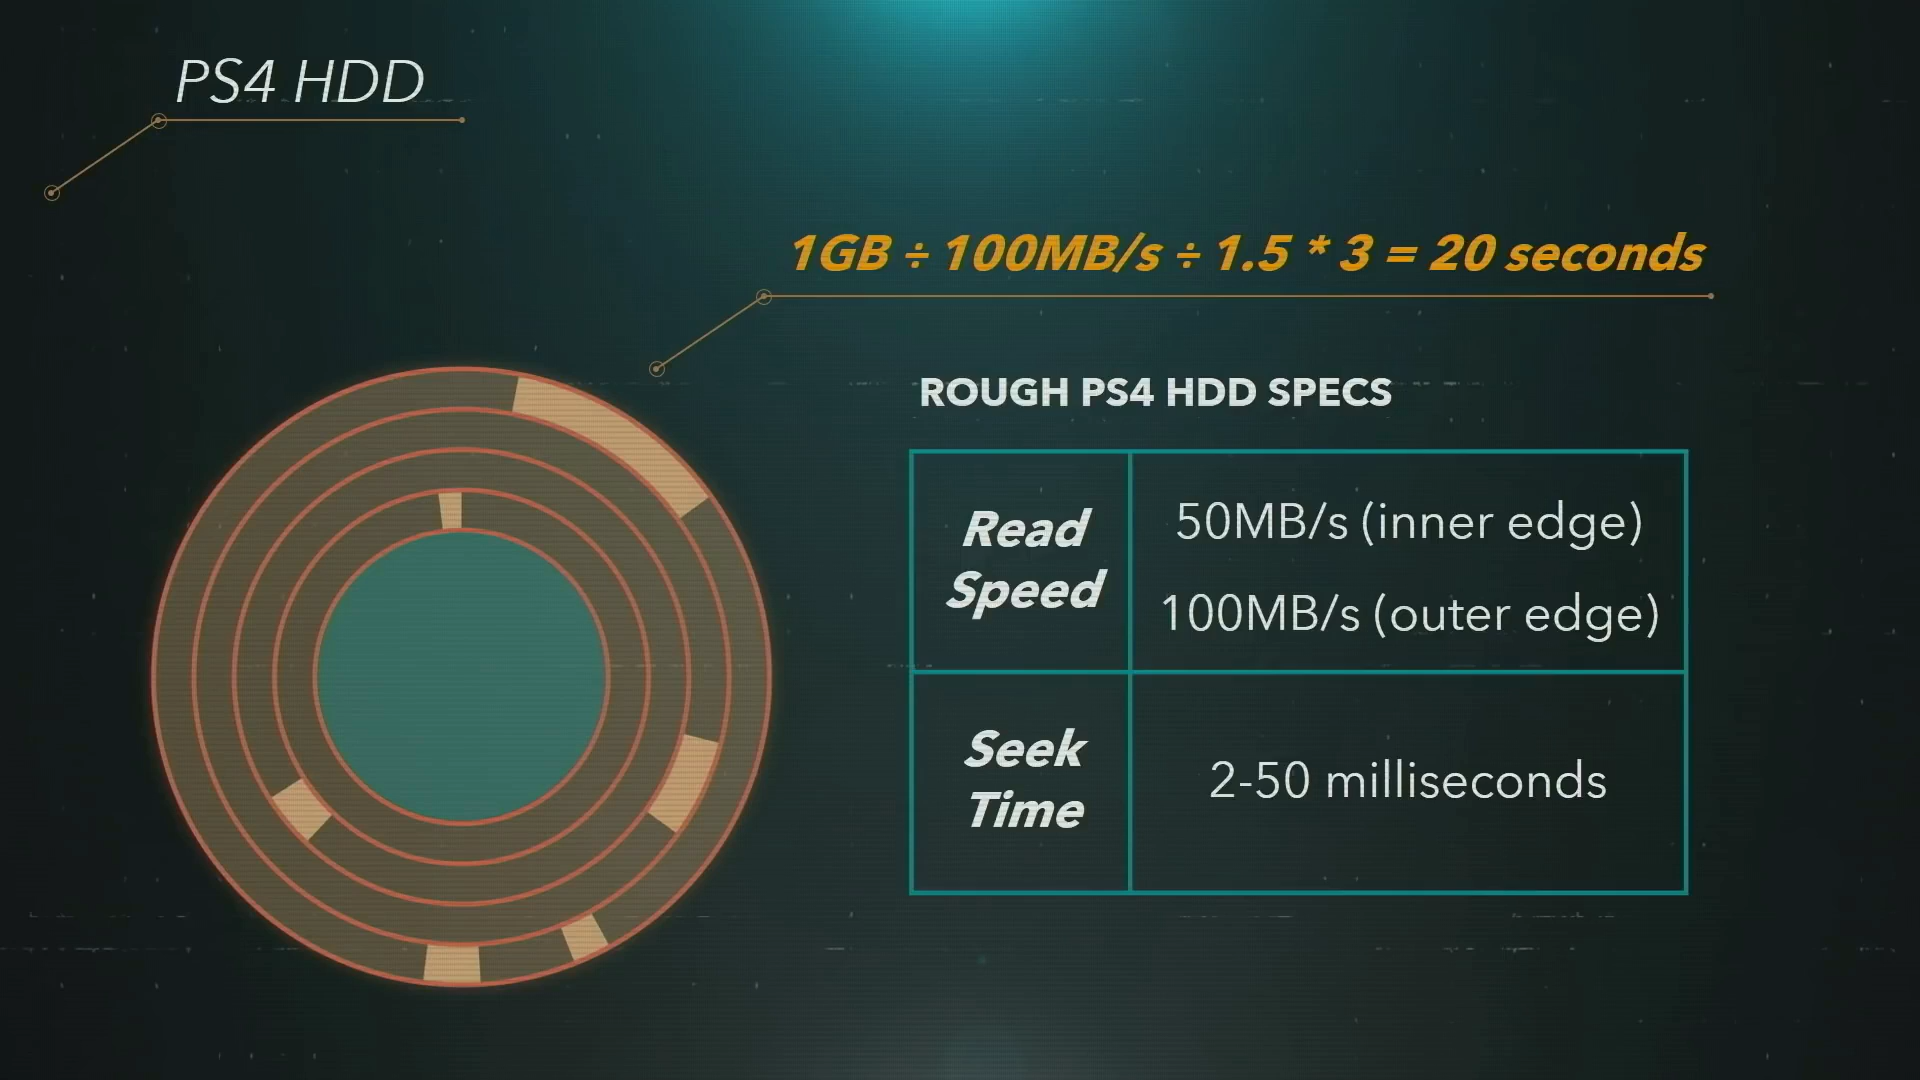 PS4 HDD
1GB ÷ 100MB/s ÷ 1.5 * 3 = 20 seconds
ROUGH PS4 HDD SPECS
Read
Speed
50MB/s (inner edge)
100MB/s (outer edge)
Seek
Time
2-50 milliseconds